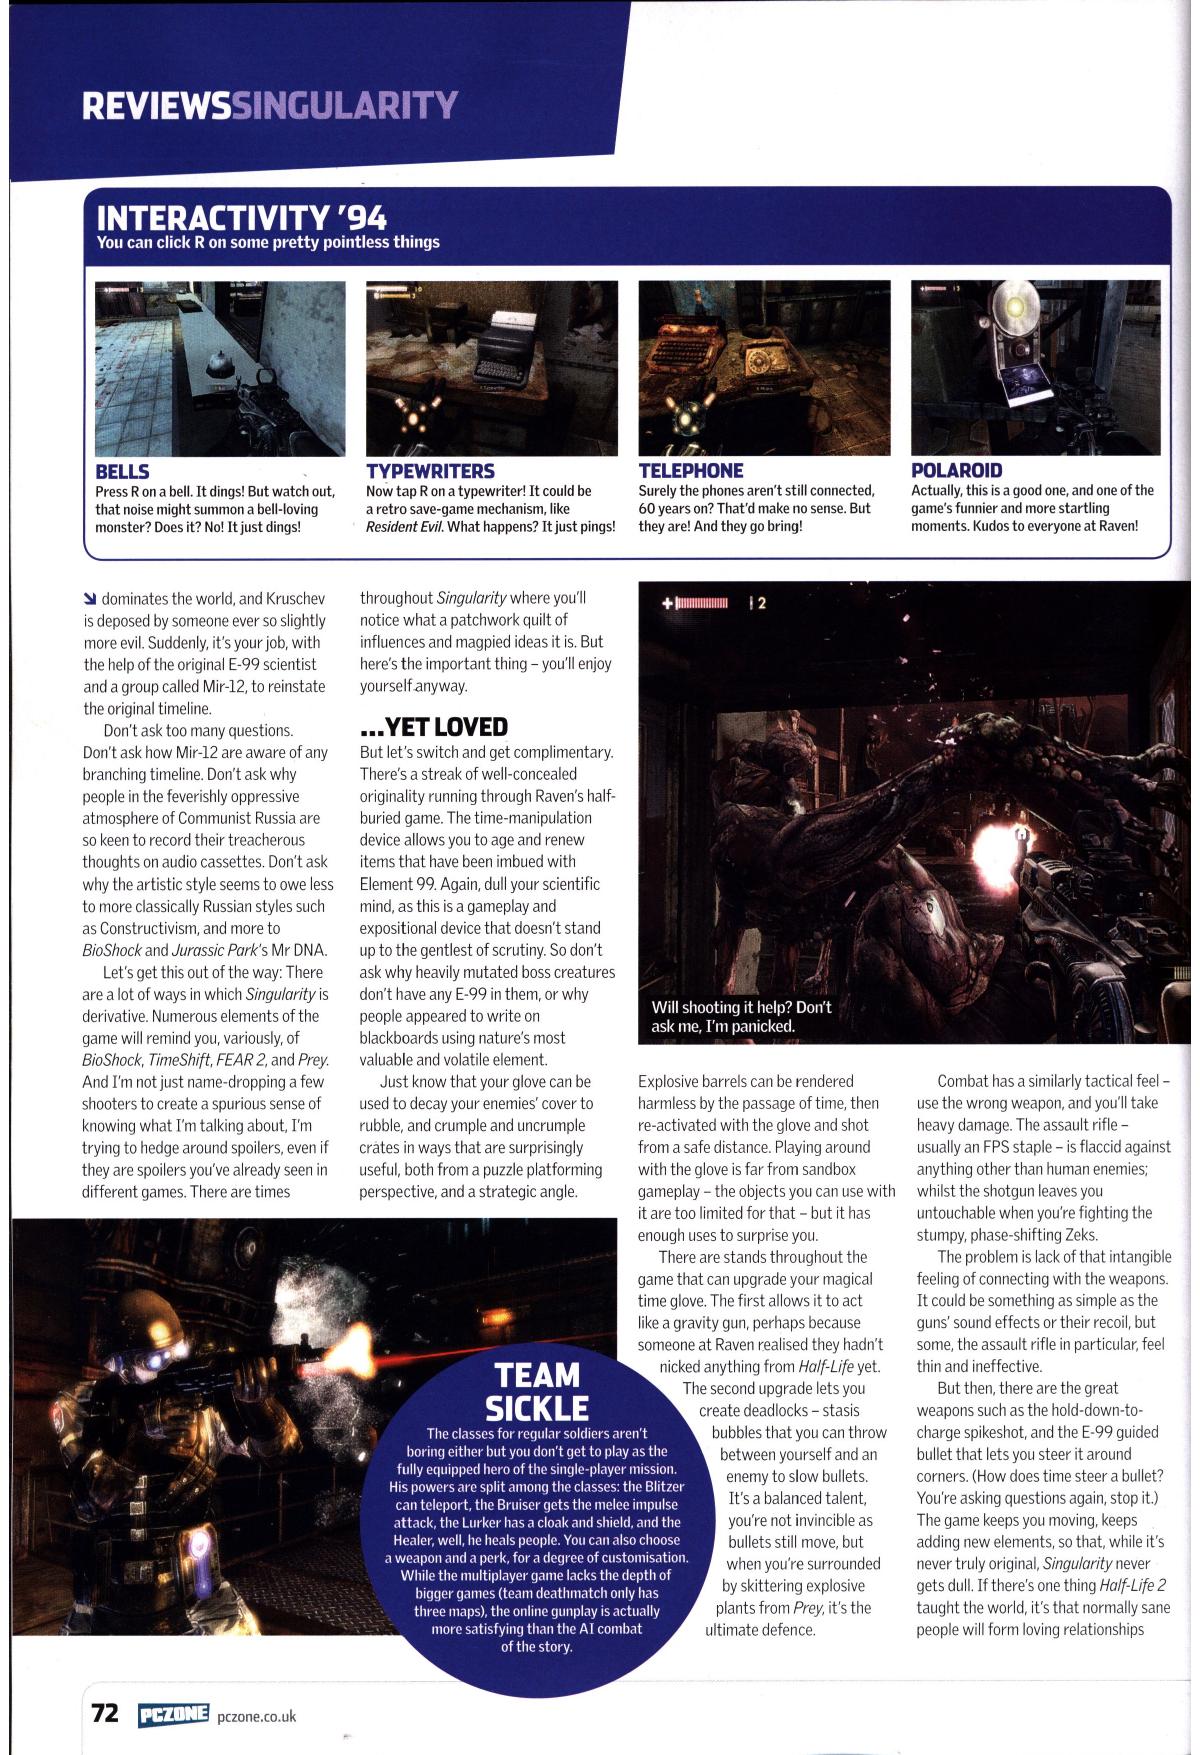 REVIEWSSINGULARITY
INTERACTIVITY ’94
You can click R on some pretty pointless things
BELLS
Press R on a bell. It dings! But watch out,
that noise might summon a bell-loving
monster? Does it? No! It just dings!
TYPEWRITERS
Now tap R on a typewriter! It could be
a retro save-game mechanism, like
Resident Evil. What happens? It just pings!
TELEPHONE
Surely the phones aren’t still connected,
60 years on? That’d make no sense. But
they are! And they go bring!
POLAROID
Actually, this is a good one, and one of the
game’s funnier and more startling
moments. Kudos to everyone at Raven!
dominates the world, and Kruschev
is deposed by someone ever so slightly
more evil. Suddenly, it’s your job, with
the help of the original E-99 scientist
and a group called Mir-12, to reinstate
the original timeline.
Don’t ask too many questions.
Don’t ask how Mir-12 are aware of any
branching timeline. Don’t ask why
people in the feverishly oppressive
atmosphere of Communist Russia are
so keen to record their treacherous
thoughts on audio cassettes. Don’t ask
why the artistic style seems to owe less
to more classically Russian styles such
as Constructivism, and more to
BioShock and Jurassic Park’s Mr DNA.
Let’s get this out of the way: There
are a lot of ways in which Singularity is
derivative. Numerous elements of the
game will remind you, variously, of
BioShock, TimeShift, FEAR 2, and Prey.
And I’m not just name-dropping a few
shooters to create a spurious sense of
knowing what I’m talking about, I’m
trying to hedge around spoilers, even if
they are spoilers you’ve already seen in
different games. There are times
throughout Singularity where you’ll
notice what a patchwork quilt of
influences and magpied ideas it is. But
here’s the important thing – you’ll enjoy
yourself anyway.
...YET LOVED
But let’s switch and get complimentary.
There’s a streak of well-concealed
originality running through Raven’s half-
buried game. The time-manipulation
device allows you to age and renew
items that have been imbued with
Element 99. Again, dull your scientific
mind, as this is a gameplay and
expositional device that doesn’t stand
up to the gentlest of scrutiny. So don’t
ask why heavily mutated boss creatures
don’t have any E-99 in them, or why
people appeared to write on
blackboards using nature’s most
valuable and volatile element.
Just know that your glove can be
used to decay your enemies’ cover to
rubble, and crumple and uncrumple
crates in ways that are surprisingly
useful, both from a puzzle platforming
perspective, and a strategic angle.
2
Will shooting it help? Don’t
ask me, I’m panicked.
Explosive barrels can be rendered
harmless by the passage of time, then
re-activated with the glove and shot
from a safe distance. Playing around
with the glove is far from sandbox
gameplay – the objects you can use with
it are too limited for that – but it has
enough uses to surprise you.
There are stands throughout the
game that can upgrade your magical
time glove. The first allows it to act
like a gravity gun, perhaps because
someone at Raven realised they hadn’t
nicked anything from Half-Life yet.
The second upgrade lets you
create deadlocks – stasis
bubbles that you can throw
between yourself and an
enemy to slow bullets.
It’s a balanced talent,
you’re not invincible as
bullets still move, but
when you’re surrounded
by skittering explosive
plants from Prey, it’s the
ultimate defence.
Combat has a similarly tactical feel –
use the wrong weapon, and you’ll take
heavy damage. The assault rifle –
usually an FPS staple – is flaccid against
anything other than human enemies;
whilst the shotgun leaves you
untouchable when you’re fighting the
stumpy, phase-shifting Zeks.
The problem is lack of that intangible
feeling of connecting with the weapons.
It could be something as simple as the
guns’ sound effects or their recoil, but
some, the assault rifle in particular, feel
thin and ineffective.
But then, there are the great
weapons such as the hold-down-to-
charge spikeshot, and the E-99 guided
bullet that lets you steer it around
corners. (How does time steer a bullet?
You’re asking questions again, stop it.)
The game keeps you moving, keeps
adding new elements, so that, while it’s
never truly original, Singularity never
gets dull. If there’s one thing Half-Life 2
taught the world, it’s that normally sane
people will form loving relationships
TEAM
SICKLE
The classes for regular soldiers aren’t
boring either but you don’t get to play as the
fully equipped hero of the single-player mission.
His powers are split among the classes: the Blitzer
can teleport, the Bruiser gets the melee impulse
attack, the Lurker has a cloak and shield, and the
Healer, well, he heals people. You can also choose
a weapon and a perk, for a degree of customisation.
While the multiplayer game lacks the depth of
bigger games (team deathmatch only has
three maps), the online gunplay is actually
more satisfying than the AI combat
of the story.
72 PCZONE pczone.co.uk